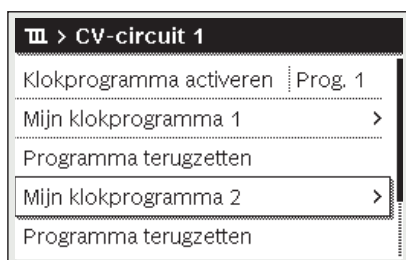 > CV-circuit 1
Klokprogramma activeren Prog. 1
Mijn klokprogramma 1 >
Programma terugzetten
Mijn klokprogramma 2 >
Programma terugzetten